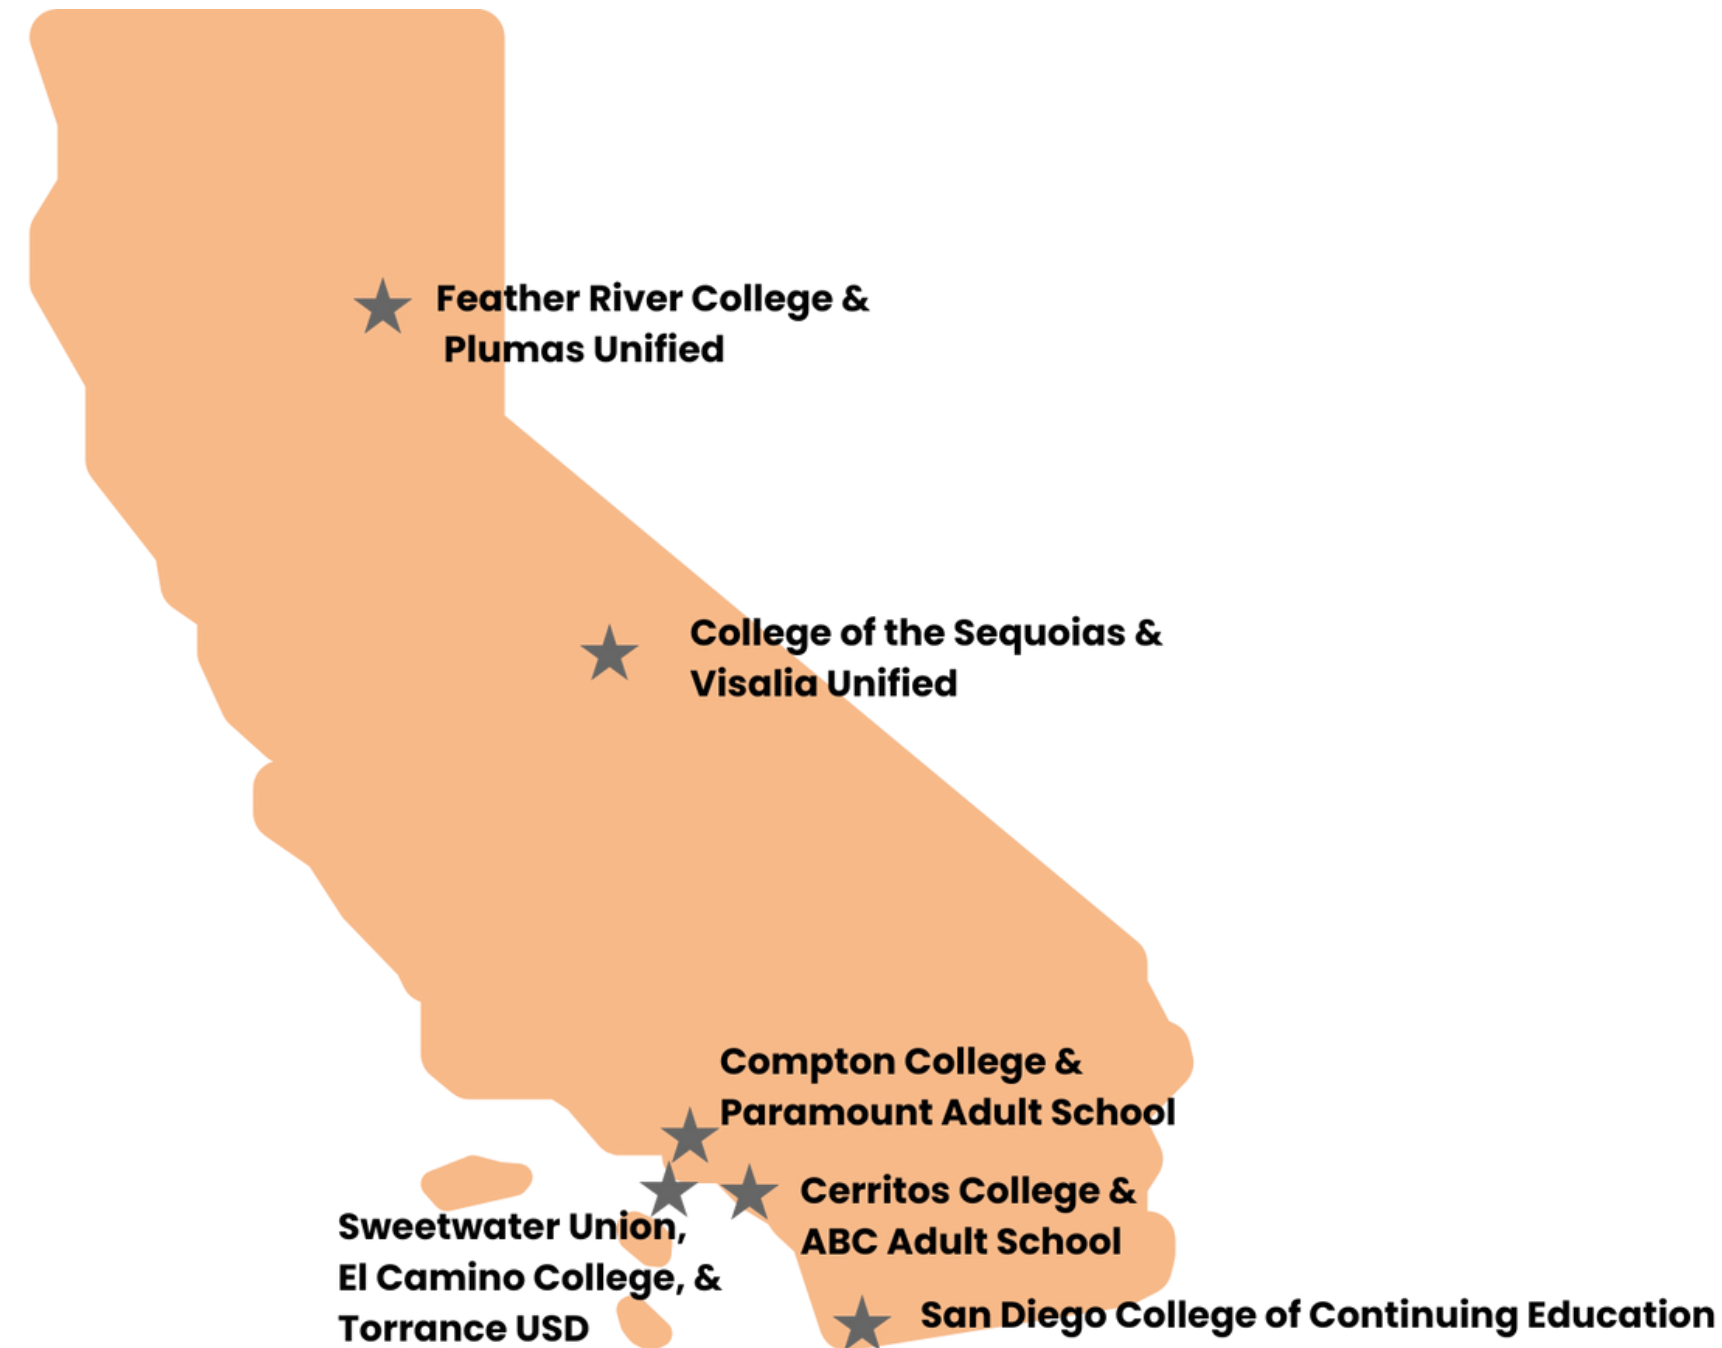 Feather River College &
Plumas Unified
College of the Sequoias &
Visalia Unified
Compton College &
Paramount Adult School
Cerritos College &
ABC Adult School
Sweetwater Union,
El Camino College, &
Torrance USD
San Diego College of Continuing Education